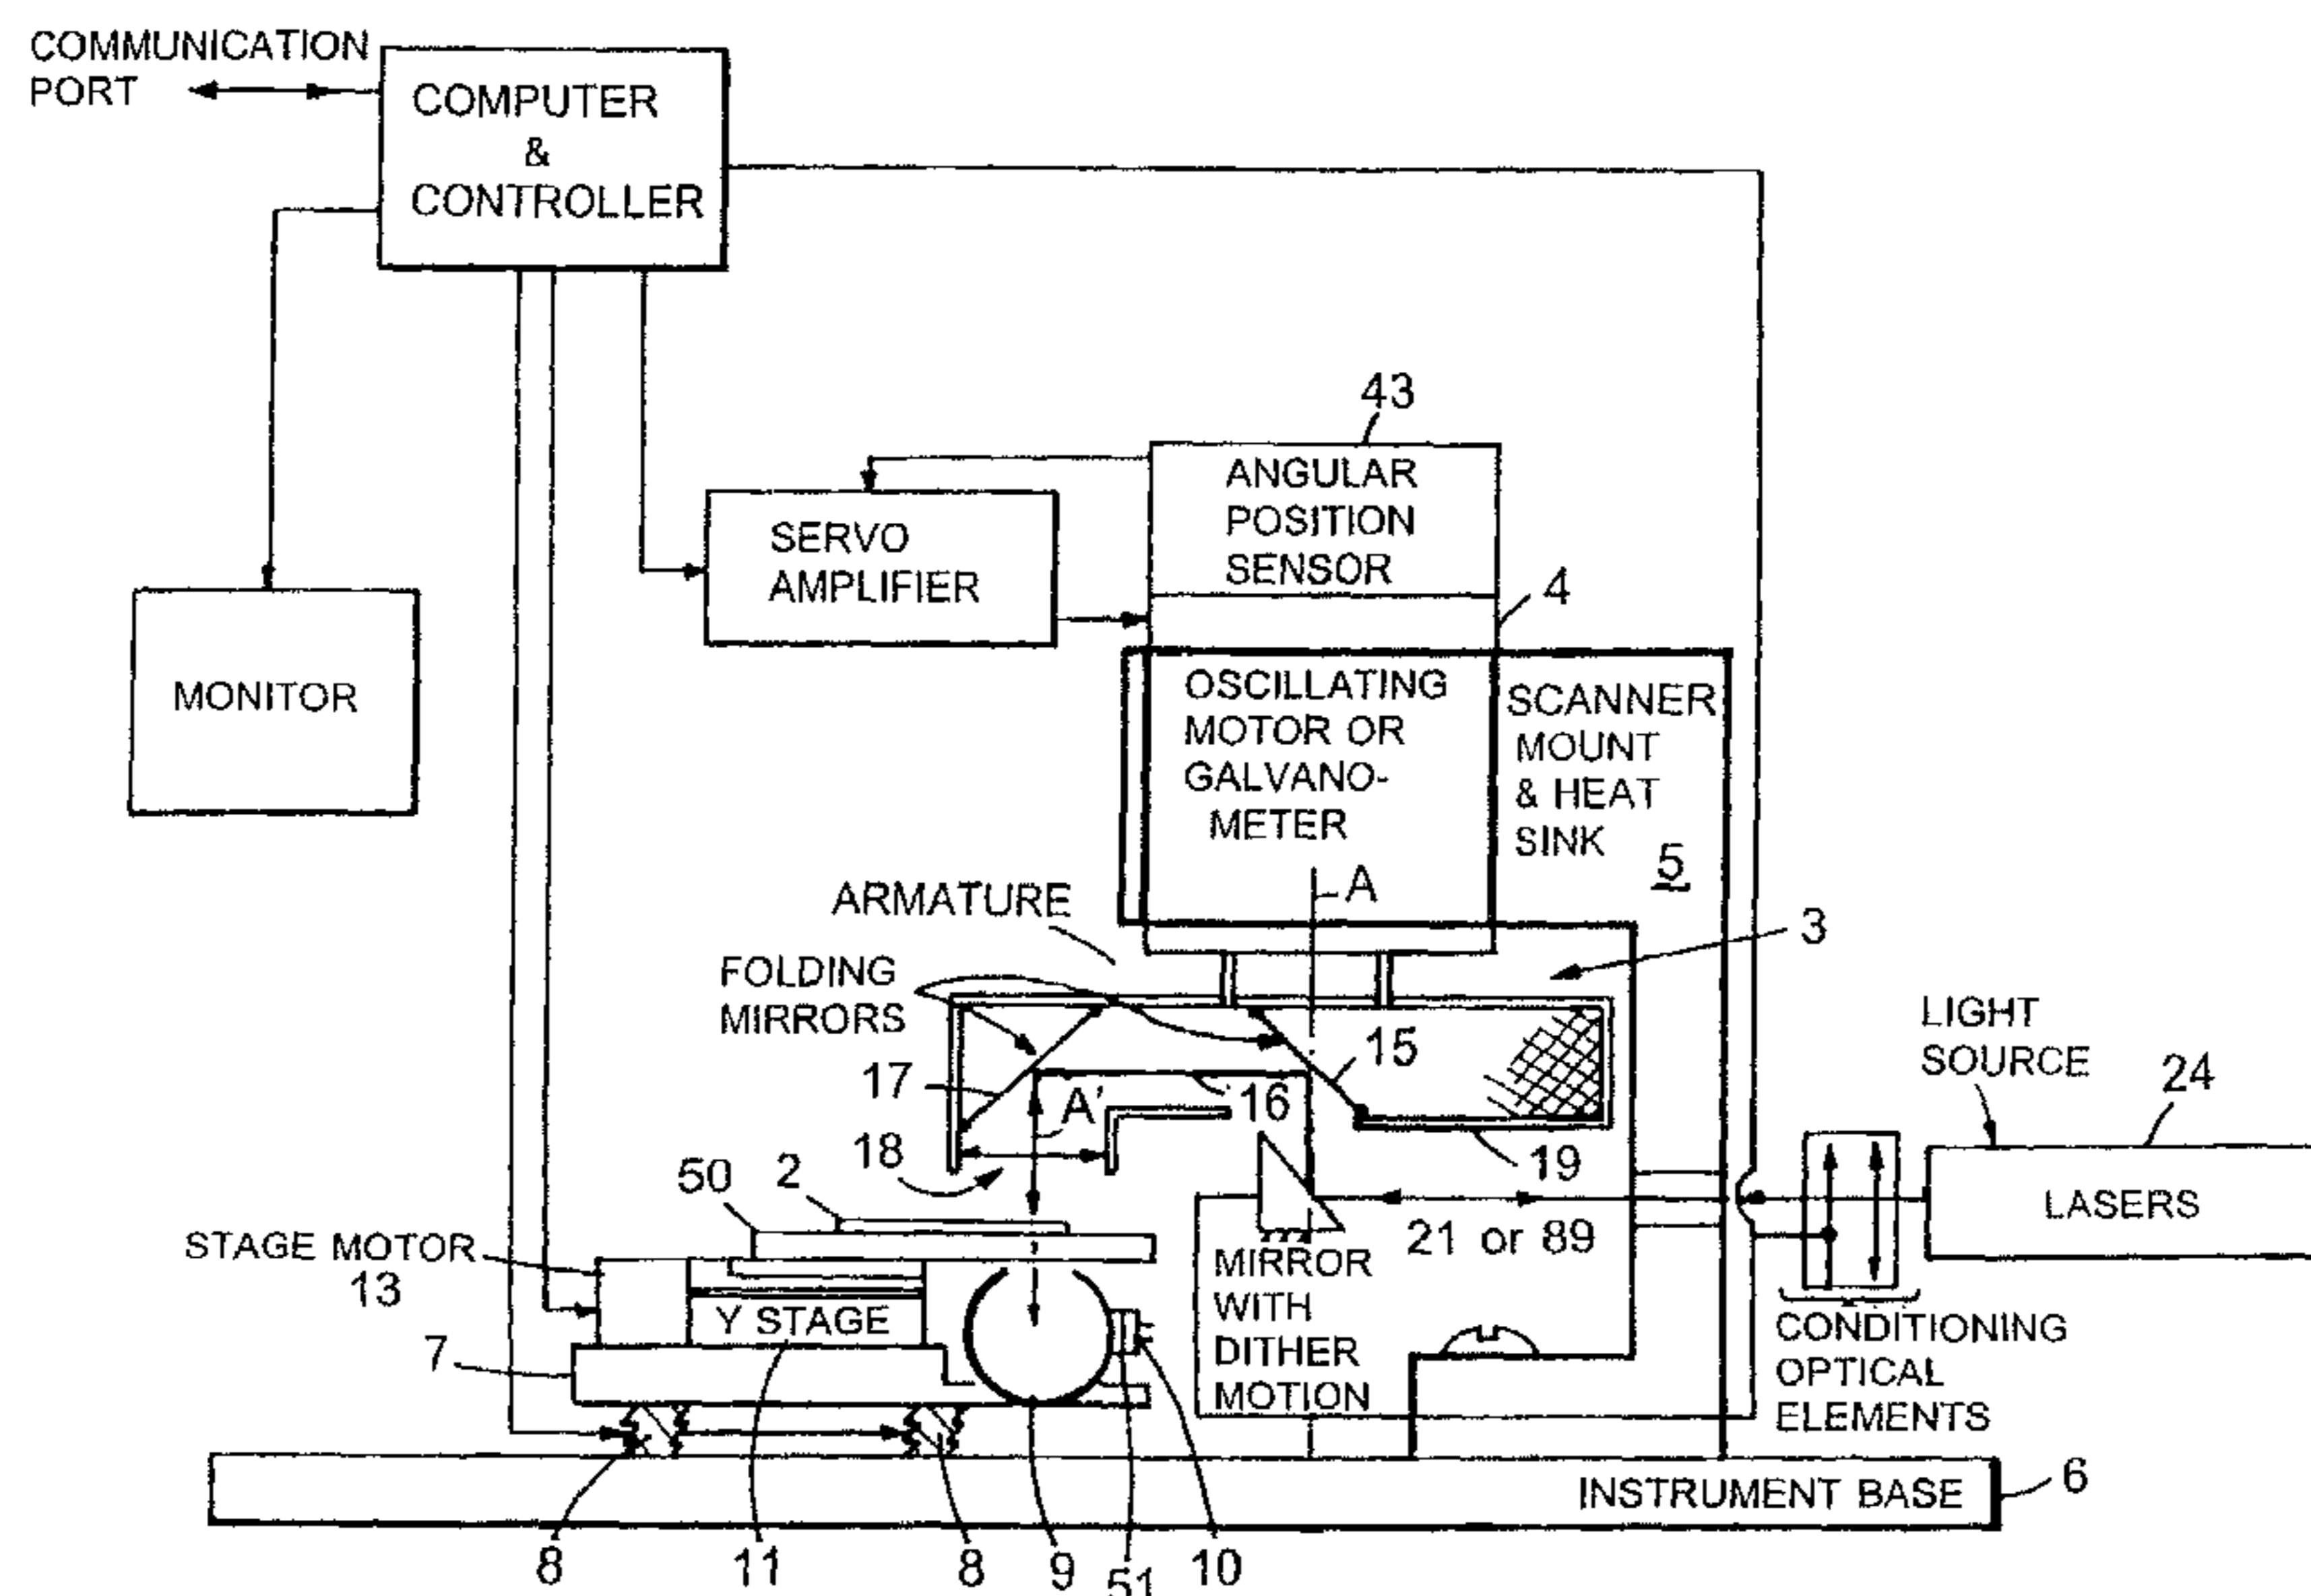 COMMUNICATION
PORT
COMPUTER
&
CONTROLLER
43
ANGULAR
POSITION
SENSOR
SERVO
AMPLIFIER
4
MONITOR
OSCILLATING
MOTOR OR
GALVANO-
METER
SCANNER
MOUNT
& HEAT
SINK
5
A
ARMATURE
3
FOLDING
MIRRORS
15
17
A'
16
18
19
LIGHT
SOURCE
24
LASERS
50
2
21 or 89
STAGE MOTOR
13
Y STAGE
7
MIRROR
WITH
DITHER
MOTION
CONDITIONING
OPTICAL
ELEMENTS
INSTRUMENT BASE
6
8
11
8
9
51
10